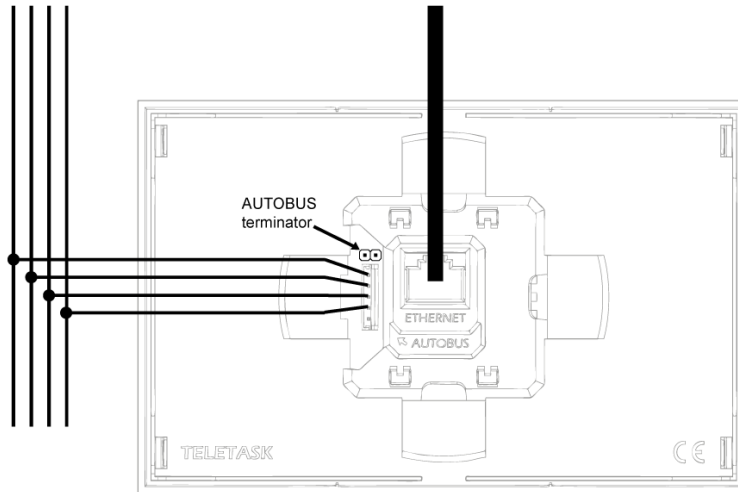 AUTOBUS
terminator
ETHERNET
AUTOBUS
TELETASK
CE